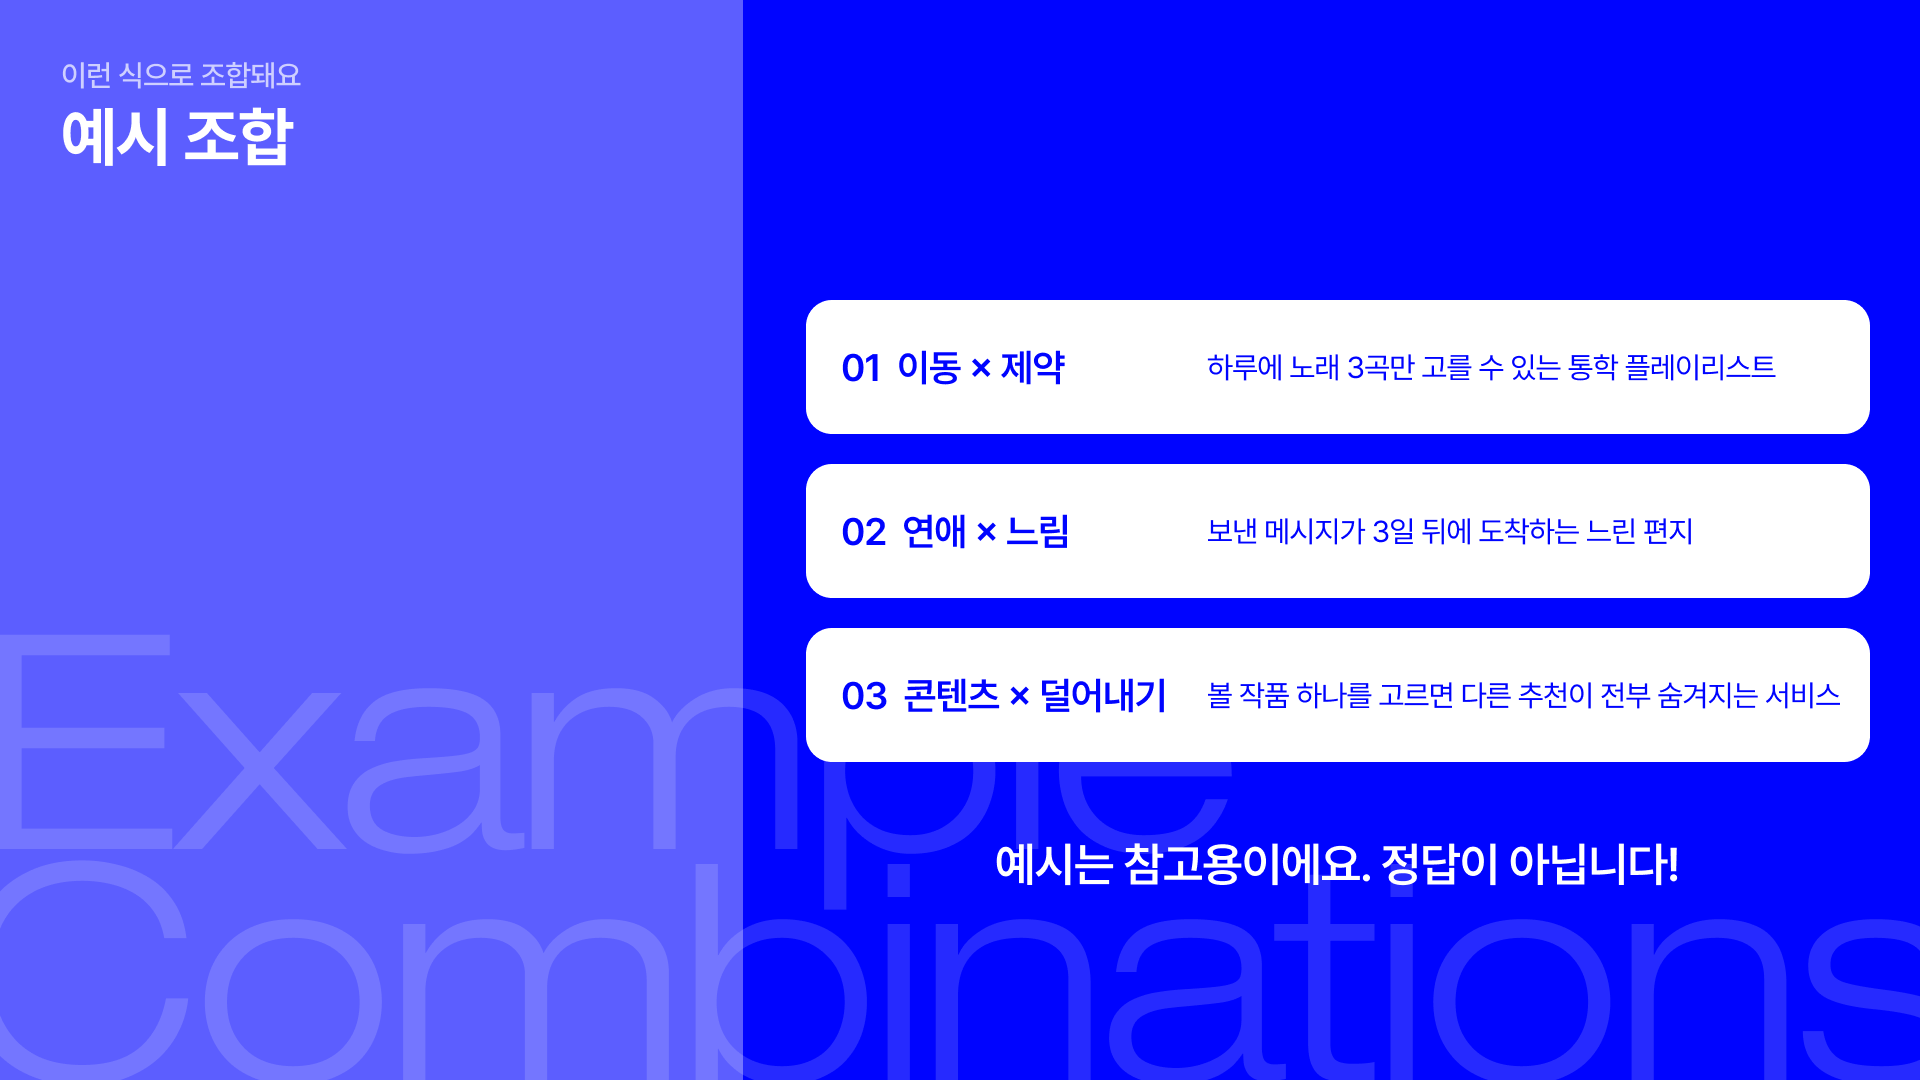 이런 식으로 조합돼요
예시 조합
01 이동 × 제약
하루에 노래 3곡만 고를 수 있는 통학 플레이리스트
02 연애 × 느림
보낸 메시지가 3일 뒤에 도착하는 느린 편지
03 콘텐츠 × 덜어내기
볼 작품 하나를 고르면 다른 추천이 전부 숨겨지는 서비스
예시는 참고용이에요. 정답이 아닙니다!
Example
Combinations